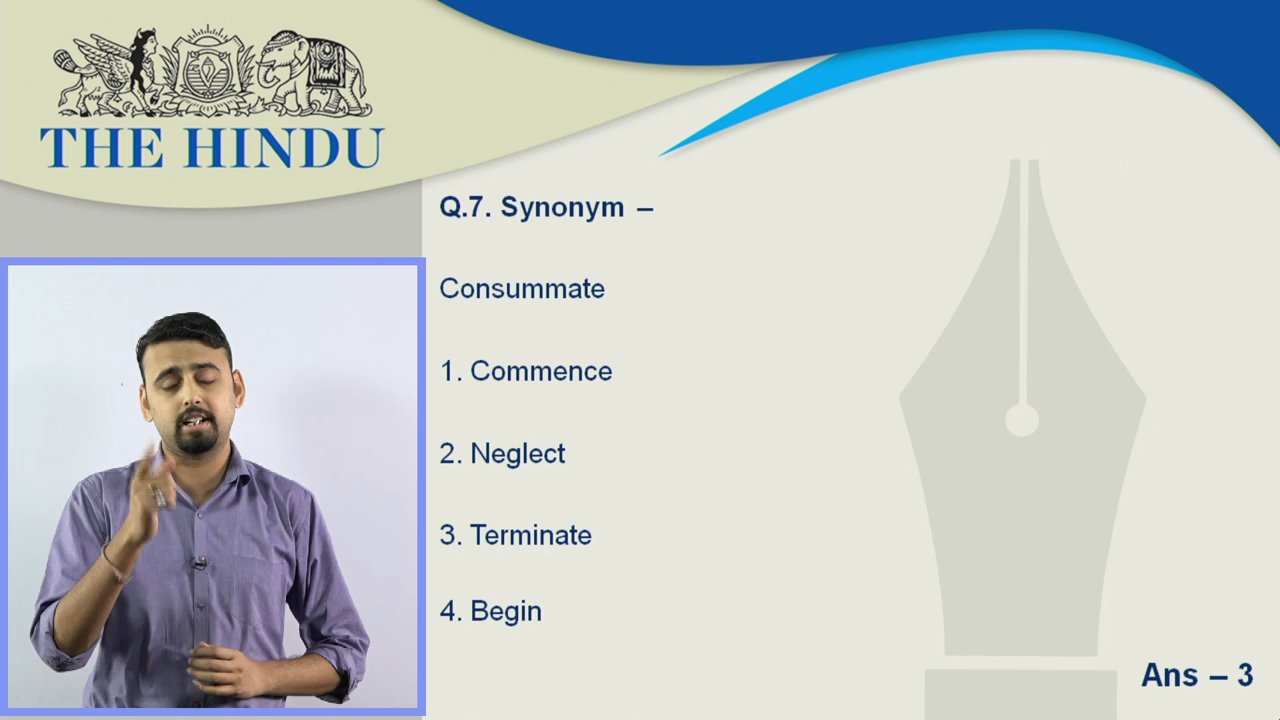 THE HINDU
Q.7. Synonym –
Consummate
1. Commence
2. Neglect
3. Terminate
4. Begin
Ans – 3